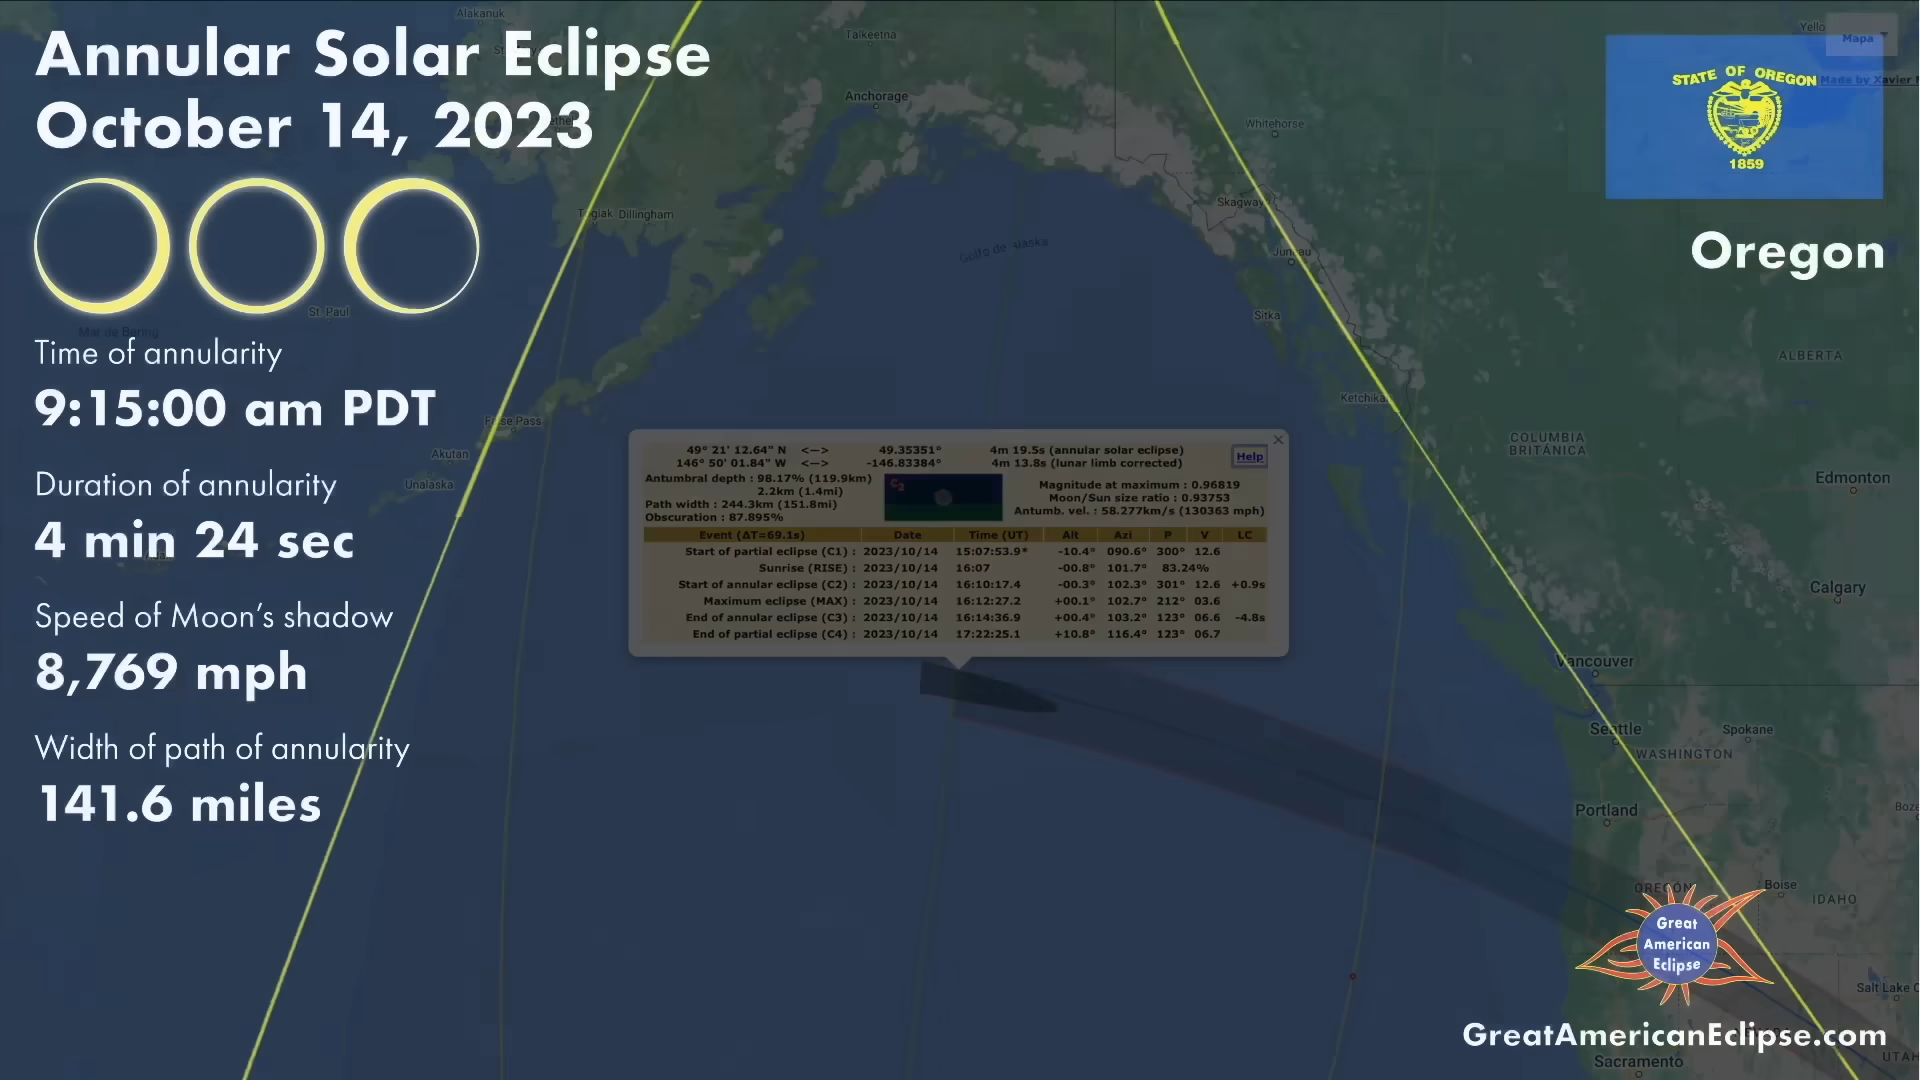 Annular Solar Eclipse
October 14, 2023
Time of annularity
9:15:00 am PDT
Duration of annularity
4 min 24 sec
Speed of Moon's shadow
8,769 mph
Width of path of annularity
141.6 miles
STATE OF OREGON
1859
Oregon
Mapa
Made by Xavier
Great
American
Eclipse
GreatAmericanEclipse.com
49° 21' 12.64" N <—> 49.35351° 4m 19.5s (annular solar eclipse)
146° 50' 01.84" W <—> -146.83384° 4m 13.8s (lunar limb corrected)
Help
Antumbral depth : 98.17% (119.9km)
2.2km (1.4mi)
Path width : 244.3km (151.8mi)
Obscuration : 87.895%
C2
Magnitude at maximum : 0.96819
Moon/Sun size ratio : 0.93753
Antumb. vel. : 58.277km/s (130363 mph)
Event (ΔT=69.1s) Date Time (UT) Alt Azi P V LC
Start of partial eclipse (C1) : 2023/10/14 15:07:53.9* -10.4° 090.6° 300° 12.6
Sunrise (RISE) : 2023/10/14 16:07 -00.8° 101.7° 83.24%
Start of annular eclipse (C2) : 2023/10/14 16:10:17.4 -00.3° 102.3° 301° 12.6 +0.9s
Maximum eclipse (MAX) : 2023/10/14 16:12:27.2 +00.1° 102.7° 212° 03.6
End of annular eclipse (C3) : 2023/10/14 16:14:36.9 +00.4° 103.2° 123° 06.6 -4.8s
End of partial eclipse (C4) : 2023/10/14 17:22:25.1 +10.8° 116.4° 123° 06.7
Alakanuk
Talkeetna
Anchorage
Whitehorse
Skagway
Togiak Dillingham
Juneau
Golfo de Alaska
Sitka
St. Paul
Mar de Bering
ALBERTA
Ketchikan
False Pass
Akutan
Unalaska
COLUMBIA
BRITÁNICA
Edmonton
Calgary
Vancouver
Seattle
Spokane
WASHINGTON
Portland
OREGÓN
Boise
IDAHO
Salt Lake C
Sacramento
UTAH